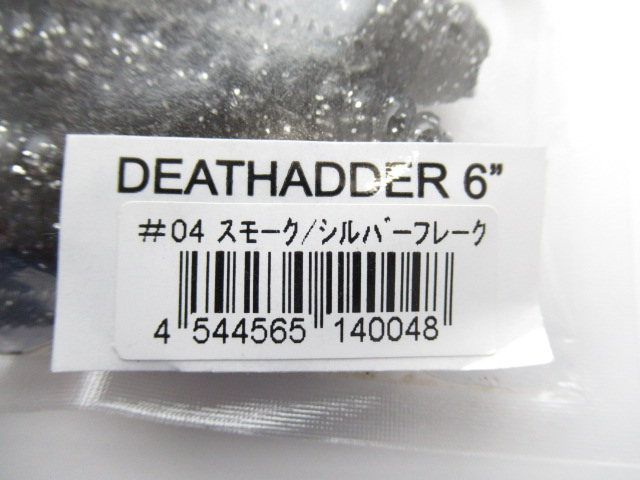 DEATHADDER 6”
#04 ｽﾓｰｸ/ｼﾙﾊﾞｰﾌﾚｰｸ
4 544565 140048